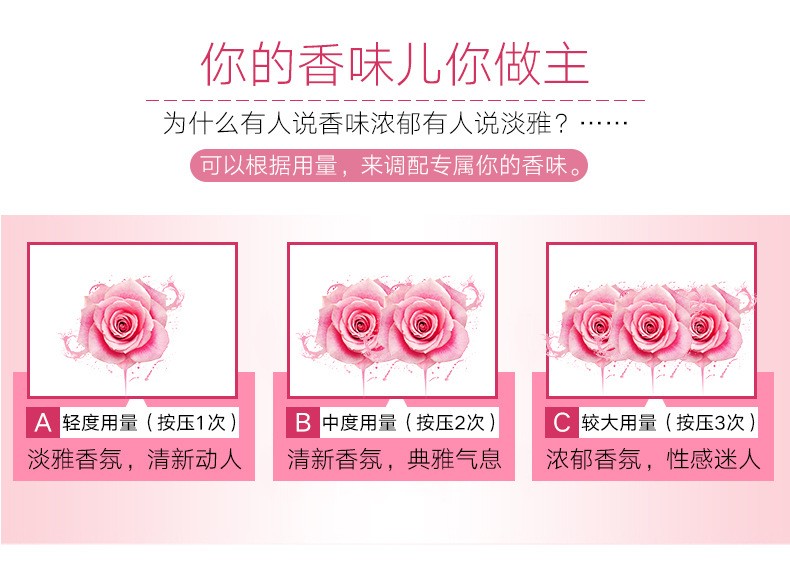 你的香味儿你做主
为什么有人说香味浓郁有人说淡雅？……
可以根据用量，来调配专属你的香味。
A 轻度用量（按压1次）
淡雅香氛，清新动人
B 中度用量（按压2次）
清新香氛，典雅气息
C 较大用量（按压3次）
浓郁香氛，性感迷人